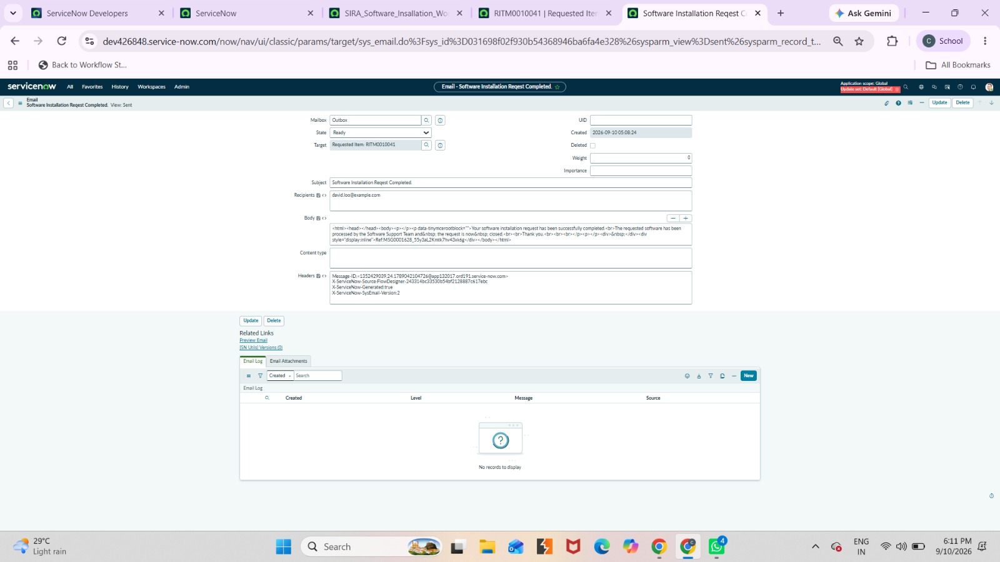 ServiceNow Developers
ServiceNow
SIRA_Software_Insallation_Wo
RITM0010041 | Requested Item
Software Installation Reqest C
Ask Gemini
dev426848.service-now.com/now/nav/ui/classic/params/target/sys_email.do%3Fsys_id%3D031698f02f930b54368946ba6fa4e328%26sysparm_view%3Dsent%26sysparm_record_t...
C School
Back to Workflow St...
All Bookmarks
servicenow
All
Favorites
History
Workspaces
Admin
Email - Software Installation Reqest Completed.
Application scope: Global
Update set: Default [Global]
Email
Software Installation Reqest Completed. View: Sent
Update
Delete
Mailbox
Outbox
UID
State
Ready
Created
2026-09-10 05:08:24
Target
Requested Item: RITM0010041
Deleted
Weight
0
Importance
Subject
Software Installation Reqest Completed.
Recipients
david.loo@example.com
Body
<html><head></head><body><p></p><p data-tinymcerootblock="">Your software installation request has been successfully completed.<br>The requested software has been
processed by the Software Support Team and&nbsp; the request is now&nbsp; closed.<br><br>Thank you.<br><br><br></p><p></p><div>&nbsp;</div><div
style="display:inline">Ref:MSG0001628_55y3aL2Kmtk7hv43xk6g</div></body></html>
Content type
Headers
Message-ID:<1352429039.24.1789042104726@app132017.ord191.service-now.com>
X-ServiceNow-Source:FlowDesigner-243314bc33530b54bf2128887c617ebc
X-ServiceNow-Generated:true
X-ServiceNow-SysEmail-Version:2
Update
Delete
Related Links
Preview Email
[SN Utils] Versions (0)
Email Log
Email Attachments
Created
Search
New
Email Log
Created
Level
Message
Source
No records to display
29°C
Light rain
Search
4
ENG
IN
6:11 PM
9/10/2026